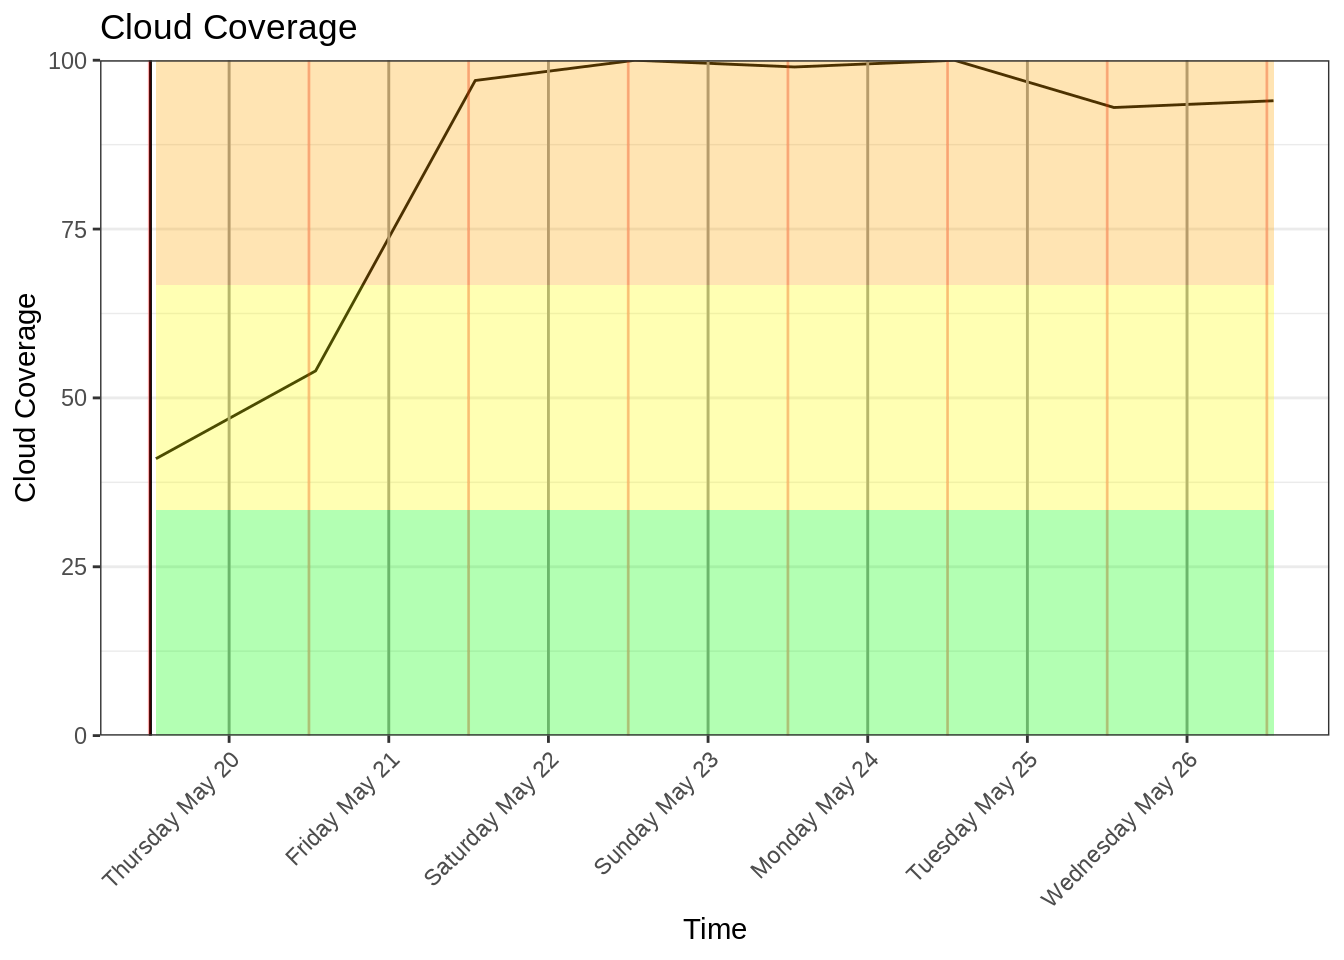 Cloud Coverage
100
75
50
25
0
Cloud Coverage
Thursday May 20
Friday May 21
Saturday May 22
Sunday May 23
Monday May 24
Tuesday May 25
Wednesday May 26
Time